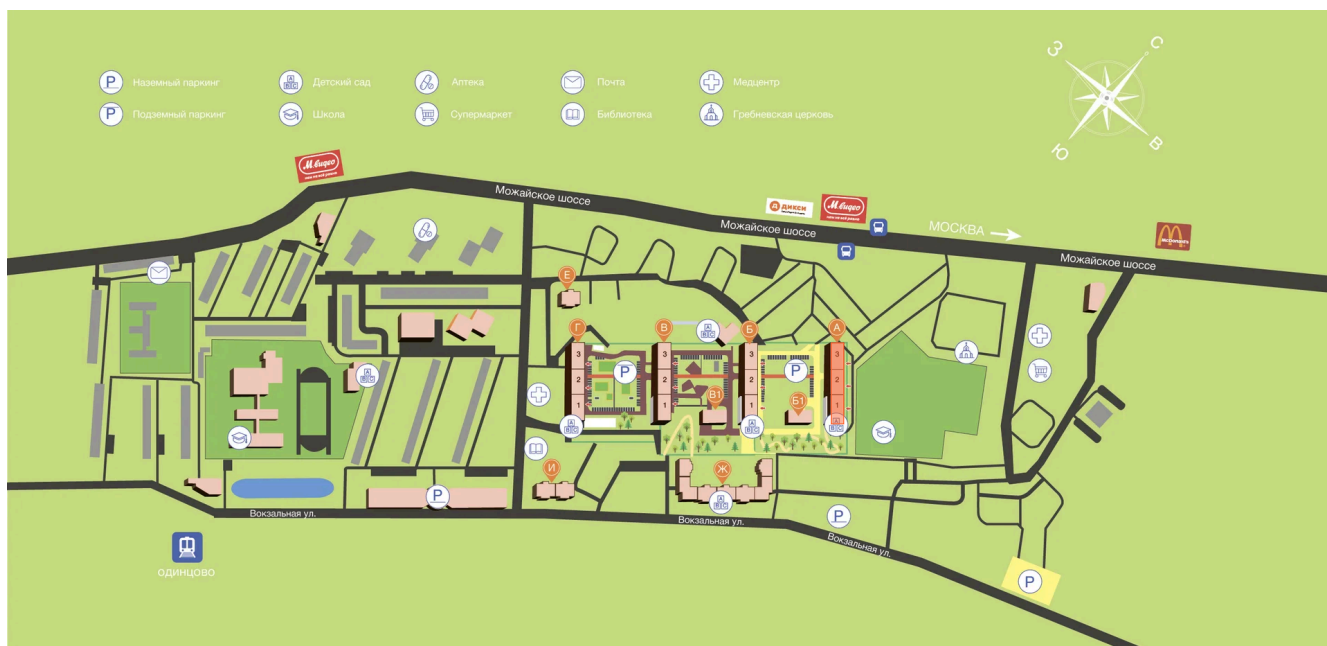 С
З
В
Ю
P Наземный паркинг
A B C Детский сад
Аптека
Почта
Медцентр
P Подземный паркинг
Школа
Супермаркет
Библиотека
Гребневская церковь
М.видео
Можайское шоссе
Д ДИКСИ
М.видео
Можайское шоссе
МОСКВА
McDonald's
Можайское шоссе
Е
Г
В
A B C
Б
А
3
3
3
3
P
P
2
2
2
2
A B C
1
1
В1
1
Б1
1
A B C
A B C
A B C
И
Ж
P
A B C
Вокзальная ул.
Вокзальная ул.
P
Вокзальная ул.
ОДИНЦОВО
P